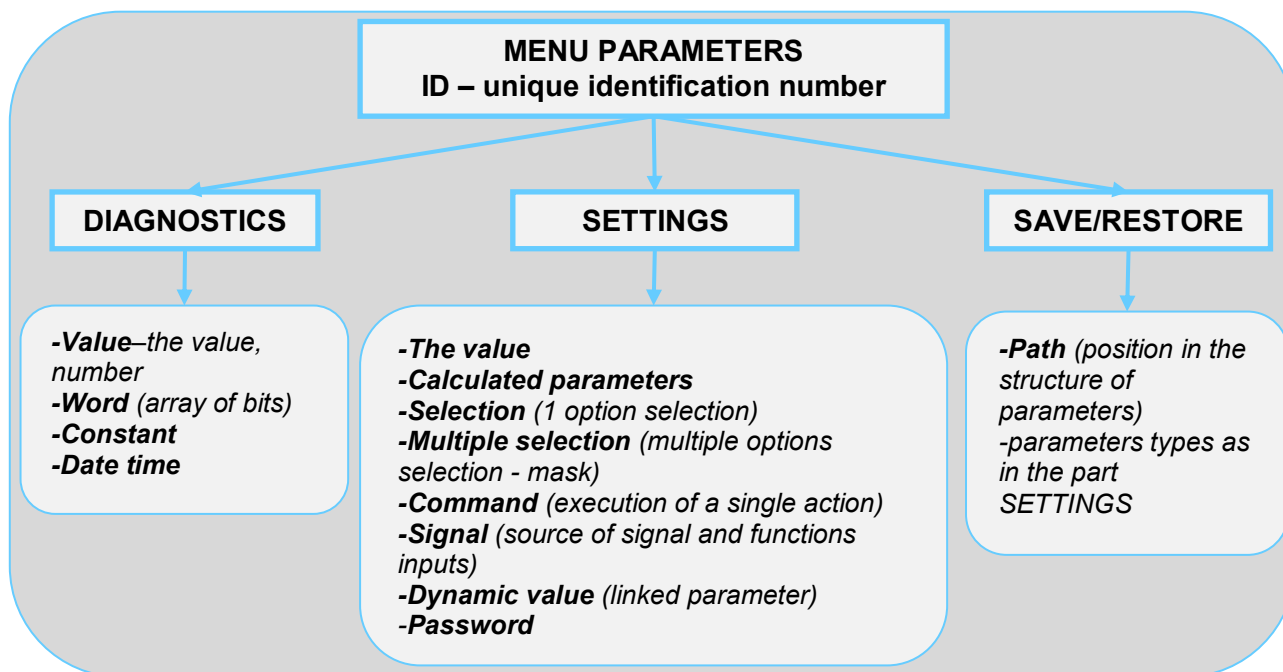 MENU PARAMETERS
ID – unique identification number
DIAGNOSTICS
SETTINGS
SAVE/RESTORE
-Value–the value,
number
-Word (array of bits)
-Constant
-Date time
-The value
-Calculated parameters
-Selection (1 option selection)
-Multiple selection (multiple options
selection - mask)
-Command (execution of a single action)
-Signal (source of signal and functions
inputs)
-Dynamic value (linked parameter)
-Password
-Path (position in the
structure of
parameters)
-parameters types as
in the part
SETTINGS